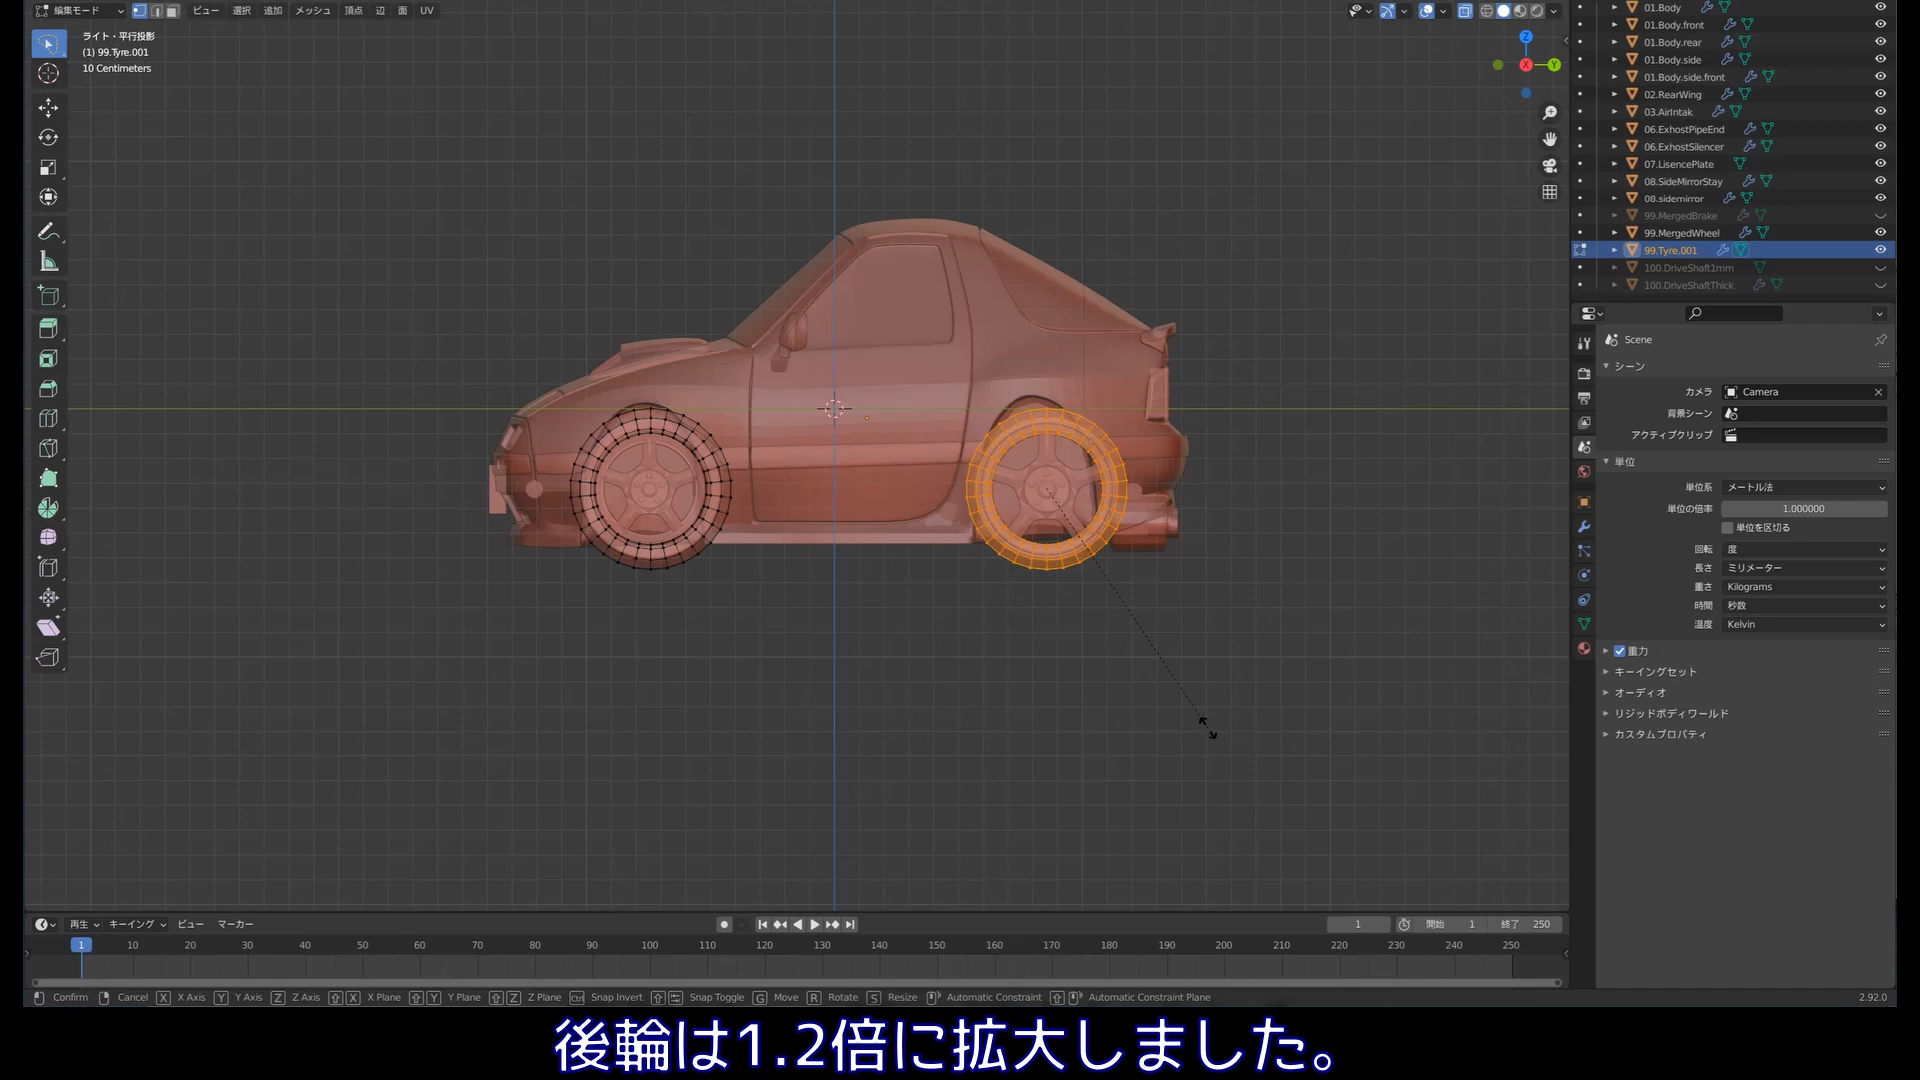 編集モード ビュー 選択 追加 メッシュ 頂点 辺 面 UV
ライト・平行投影
(1) 99.Tyre.001
10 Centimeters
Z
X
Y
01.Body
01.Body.front
01.Body.rear
01.Body.side
01.Body.side.front
02.RearWing
03.AirIntak
06.ExhostPipeEnd
06.ExhostSilencer
07.LisencePlate
08.SideMirrorStay
08.sidemirror
99.MergedBrake
99.MergedWheel
99.Tyre.001
100.DriveShaft1mm
100.DriveShaftThick
Scene
シーン
カメラ Camera
背景シーン
アクティブクリップ
単位
単位系 メートル法
単位の倍率 1.000000
単位を区切る
回転 度
長さ ミリメーター
重さ Kilograms
時間 秒数
温度 Kelvin
重力
キーイングセット
オーディオ
リジッドボディワールド
カスタムプロパティ
再生 キーイング ビュー マーカー 1 開始 1 終了 250
1 10 20 30 40 50 60 70 80 90 100 110 120 130 140 150 160 170 180 190 200 210 220 230 240 250
Confirm Cancel X X Axis Y Y Axis Z Z Axis X X Plane Y Y Plane Z Z Plane Ctrl Snap Invert Snap Toggle G Move R Rotate S Resize Automatic Constraint Automatic Constraint Plane 2.92.0
後輪は1.2倍に拡大しました。